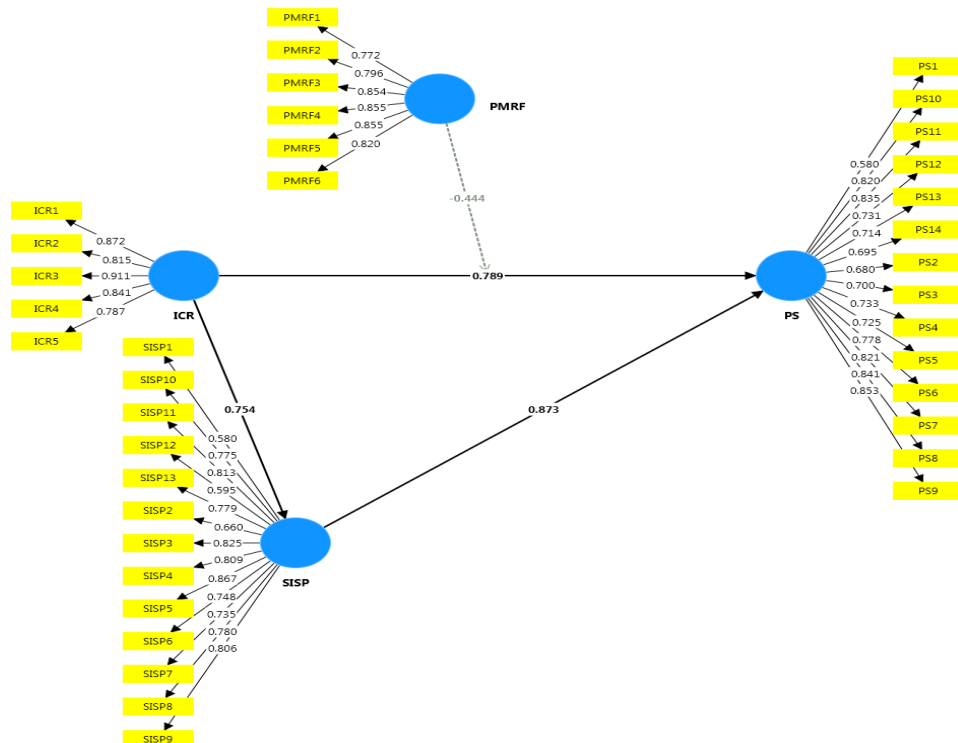 PMRF1
PMRF2
PMRF3
PMRF4
PMRF5
PMRF6
0.772
0.796
0.854
0.855
0.855
0.820
PMRF
-0.444
ICR1
ICR2
ICR3
ICR4
ICR5
0.872
0.815
0.911
0.841
0.787
ICR
0.789
0.754
0.873
SISP1
SISP10
SISP11
SISP12
SISP13
SISP2
SISP3
SISP4
SISP5
SISP6
SISP7
SISP8
SISP9
0.580
0.775
0.813
0.595
0.779
0.660
0.825
0.809
0.867
0.748
0.735
0.780
0.806
SISP
PS
0.580
0.820
0.835
0.731
0.714
0.695
0.680
0.700
0.733
0.725
0.778
0.821
0.841
0.853
PS1
PS10
PS11
PS12
PS13
PS14
PS2
PS3
PS4
PS5
PS6
PS7
PS8
PS9